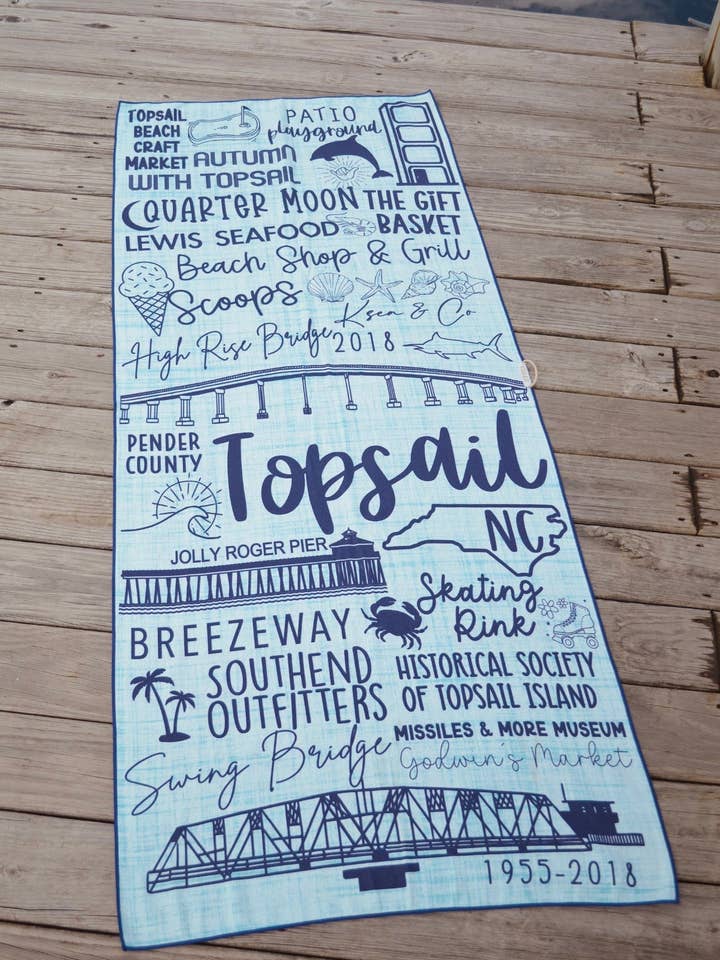 TOPSAIL
BEACH
CRAFT
MARKET
PATIO
playground
AUTUMN
WITH TOPSAIL
QUARTER MOON
THE GIFT
BASKET
LEWIS SEAFOOD
Beach Shop & Grill
Scoops
Ksea & Co
High Rise Bridge
2018
PENDER
COUNTY
Topsail
NC
JOLLY ROGER PIER
Skating
Rink
BREEZEWAY
SOUTHEND
OUTFITTERS
HISTORICAL SOCIETY
OF TOPSAIL ISLAND
MISSILES & MORE MUSEUM
Godwin's Market
Swing Bridge
1955-2018